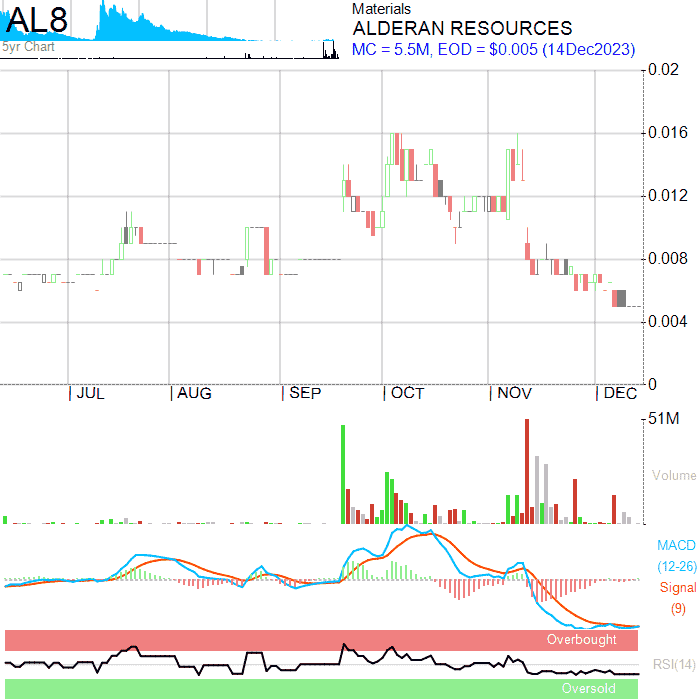 AL8
5yr Chart
Materials
ALDERAN RESOURCES
MC = 5.5M, EOD = $0.005 (14Dec2023)
0.02
0.016
0.012
0.008
0.004
0
JUL AUG SEP OCT NOV DEC
51M
Volume
MACD
(12-26)
Signal
(9)
Overbought
RSI(14)
Oversold